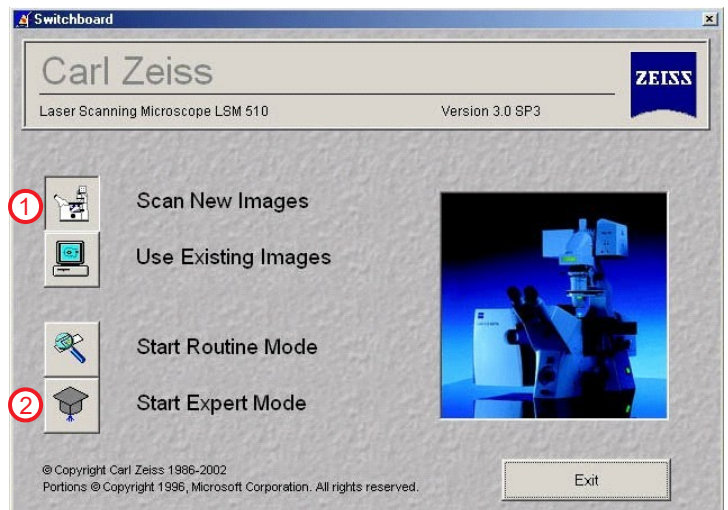 Switchboard
Carl Zeiss
ZEISS
Laser Scanning Microscope LSM 510 Version 3.0 SP3
1 Scan New Images
Use Existing Images
Start Routine Mode
2 Start Expert Mode
© Copyright Carl Zeiss 1986-2002
Portions © Copyright 1996, Microsoft Corporation. All rights reserved.
Exit